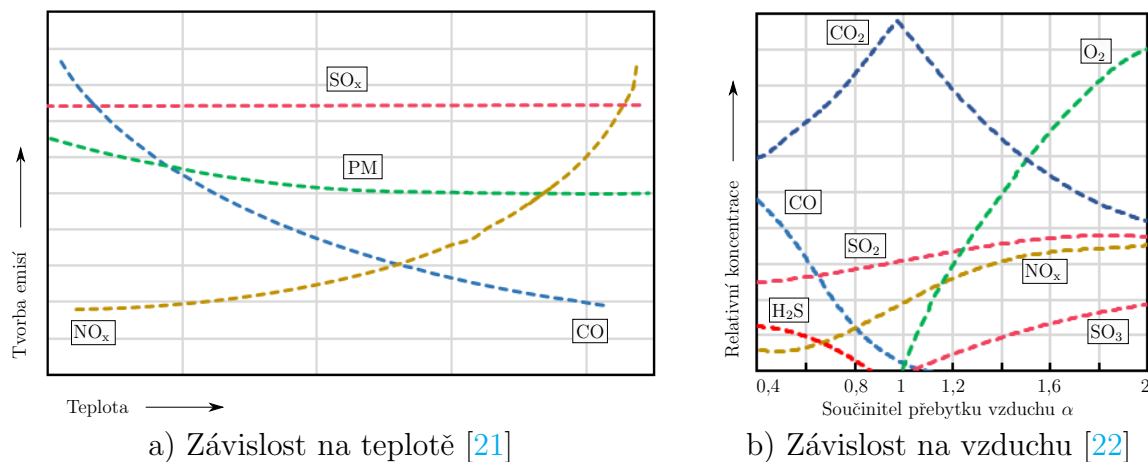 Tvorba emisí
SOₓ
PM
NOₓ
CO
Teplota
a) Závislost na teplotě [21]
Relativní koncentrace
CO₂
O₂
CO
SO₂
NOₓ
H₂S
SO₃
0,4 0,8 1 1,2 1,6 2
Součinitel přebytku vzduchu α
b) Závislost na vzduchu [22]